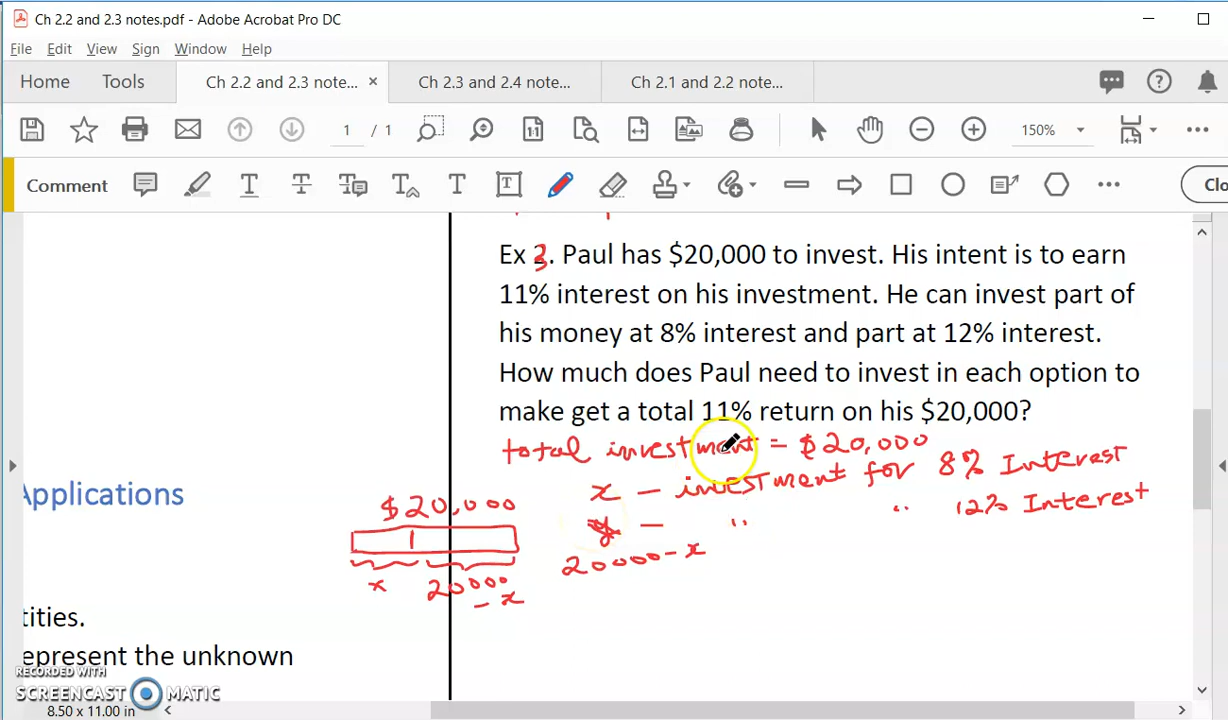 Ch 2.2 and 2.3 notes.pdf - Adobe Acrobat Pro DC
File Edit View Sign Window Help
Home Tools Ch 2.2 and 2.3 note... × Ch 2.3 and 2.4 note... Ch 2.1 and 2.2 note...
1 / 1 150%
Comment Clo
Ex 3. Paul has $20,000 to invest. His intent is to earn
11% interest on his investment. He can invest part of
his money at 8% interest and part at 12% interest.
How much does Paul need to invest in each option to
make get a total 11% return on his $20,000?
total investment = $20,000
x – investment for 8% Interest
y – " " 12% Interest
20000 - x
Applications
$20,000
x 20000 - x
tities.
epresent the unknown
RECORDED WITH
SCREENCAST MATIC
8.50 x 11.00 in